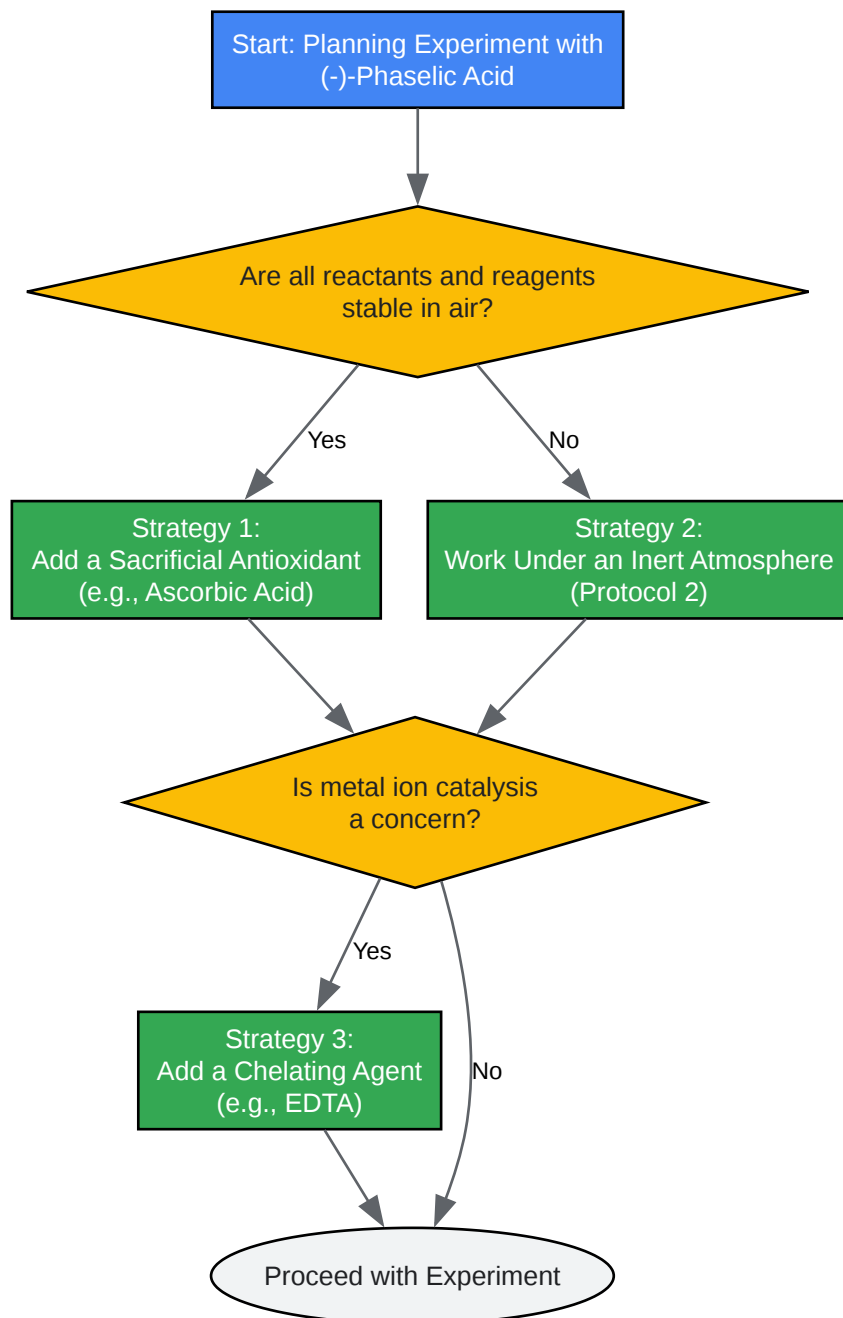 Start: Planning Experiment with
(-)-Phaselic Acid
Are all reactants and reagents
stable in air?
Yes
No
Strategy 1:
Add a Sacrificial Antioxidant
(e.g., Ascorbic Acid)
Strategy 2:
Work Under an Inert Atmosphere
(Protocol 2)
Is metal ion catalysis
a concern?
Yes
Strategy 3:
Add a Chelating Agent
(e.g., EDTA)
No
Proceed with Experiment